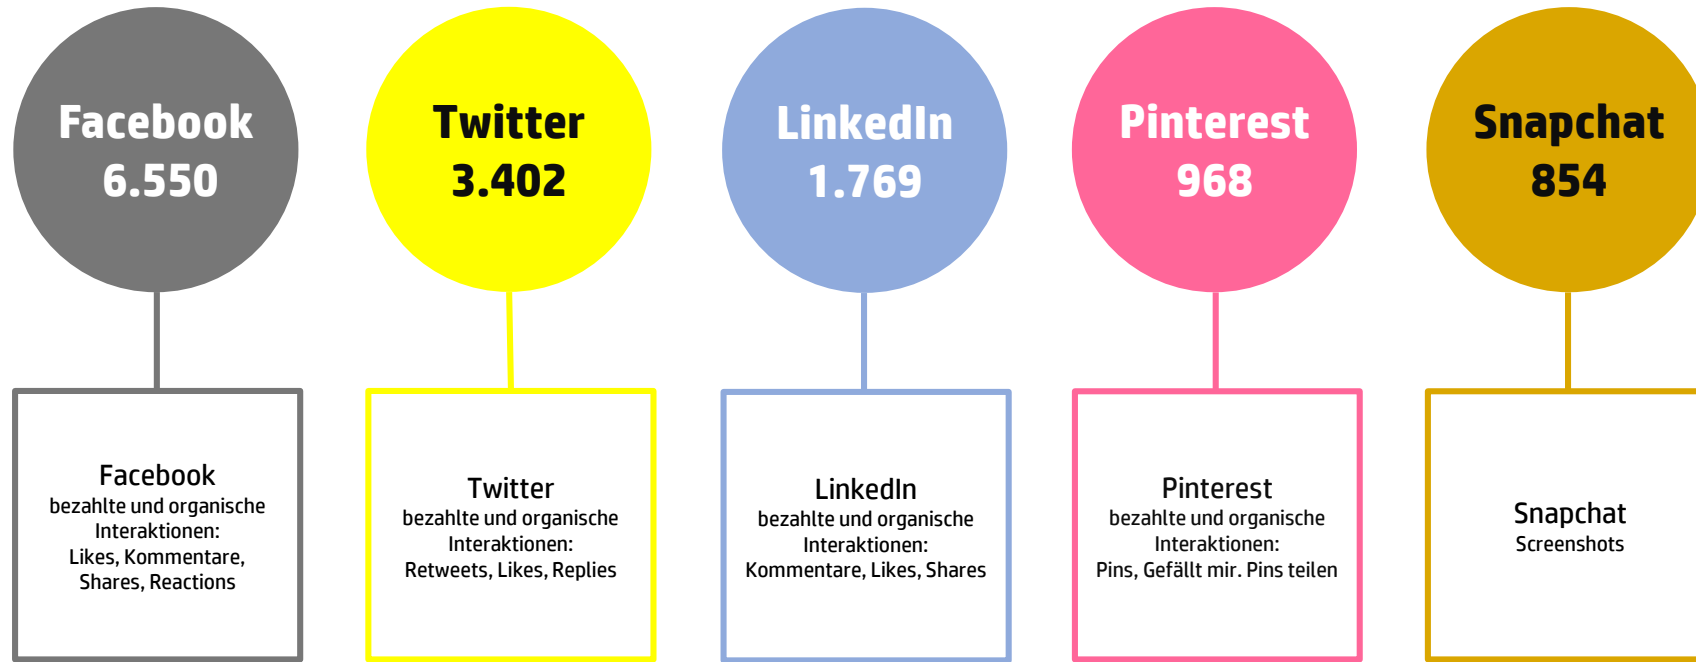 Facebook
6.550
Twitter
3.402
LinkedIn
1.769
Pinterest
968
Snapchat
854
Facebook
bezahlte und organische
Interaktionen:
Likes, Kommentare,
Shares, Reactions
Twitter
bezahlte und organische
Interaktionen:
Retweets, Likes, Replies
LinkedIn
bezahlte und organische
Interaktionen:
Kommentare, Likes, Shares
Pinterest
bezahlte und organische
Interaktionen:
Pins, Gefällt mir. Pins teilen
Snapchat
Screenshots